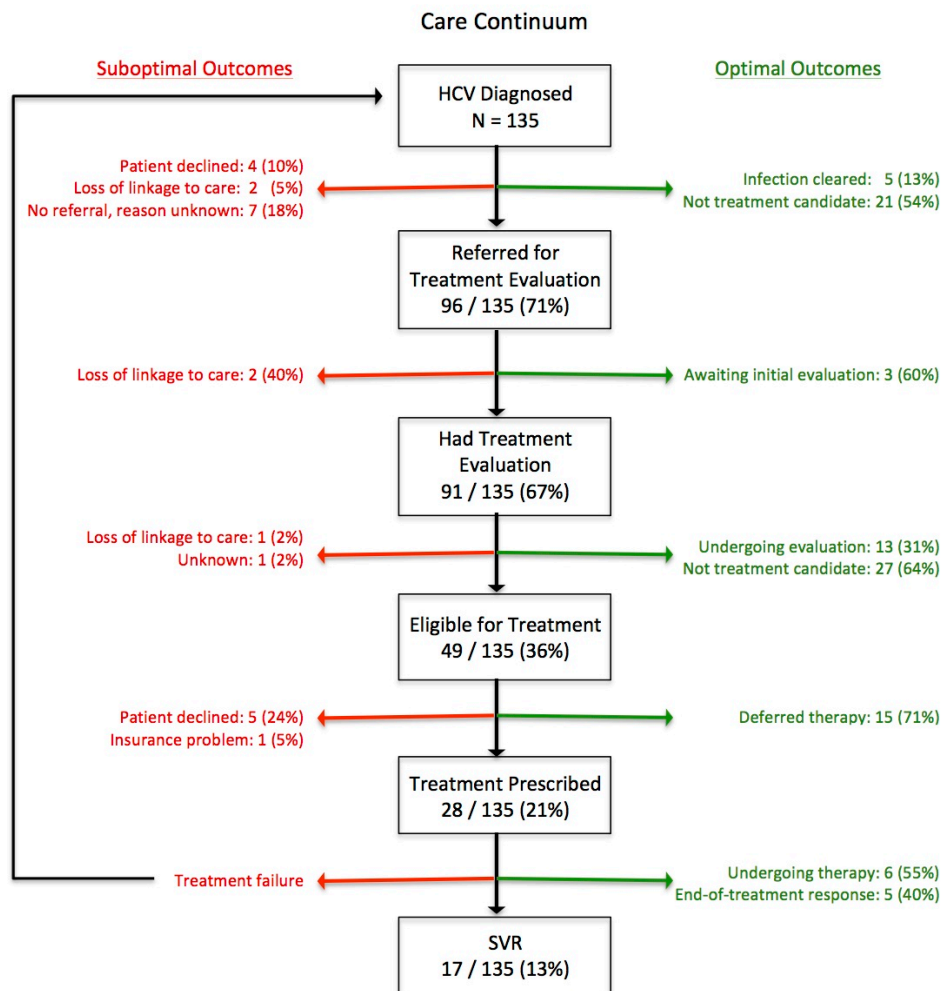 Care Continuum
Suboptimal Outcomes
Optimal Outcomes
HCV Diagnosed
N = 135
Patient declined: 4 (10%)
Loss of linkage to care: 2 (5%)
No referral, reason unknown: 7 (18%)
Infection cleared: 5 (13%)
Not treatment candidate: 21 (54%)
Referred for
Treatment Evaluation
96 / 135 (71%)
Loss of linkage to care: 2 (40%)
Awaiting initial evaluation: 3 (60%)
Had Treatment
Evaluation
91 / 135 (67%)
Loss of linkage to care: 1 (2%)
Unknown: 1 (2%)
Undergoing evaluation: 13 (31%)
Not treatment candidate: 27 (64%)
Eligible for Treatment
49 / 135 (36%)
Patient declined: 5 (24%)
Insurance problem: 1 (5%)
Deferred therapy: 15 (71%)
Treatment Prescribed
28 / 135 (21%)
Treatment failure
Undergoing therapy: 6 (55%)
End-of-treatment response: 5 (40%)
SVR
17 / 135 (13%)